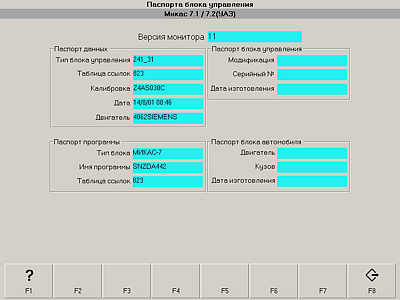 Паспорта блока управления
Микас 7.1 / 7.2(УАЗ)
Версия монитора 11
Паспорт данных
Тип блока управления 241_31
Таблица ссылок 823
Калибровка Z4AS030C
Дата 14/8/01 08:46
Двигатель 4062SIEMENS
Паспорт блока управления
Модификация
Серийный №
Дата изготовления
Паспорт программы
Тип блока МИКАС-7
Имя программы SNZDA442
Таблица ссылок 823
Паспорт блока автомобиля
Двигатель
Кузов
Дата изготовления
?
F1 F2 F3 F4 F5 F6 F7 F8